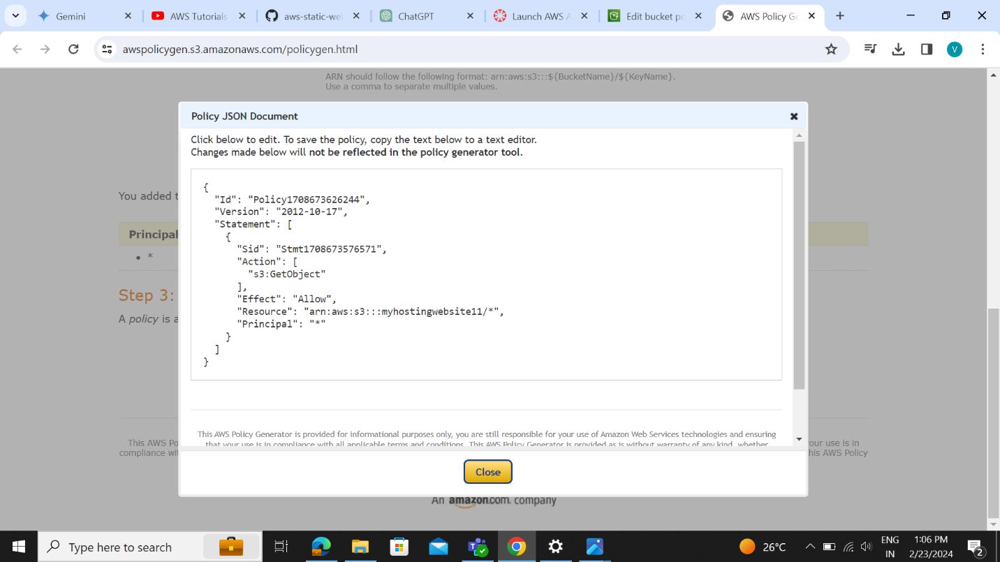 Gemini
AWS Tutorials
aws-static-we
ChatGPT
Launch AWS A
Edit bucket po
AWS Policy Ge
awspolicygen.s3.amazonaws.com/policygen.html
V
ARN should follow the following format: arn:aws:s3:::${BucketName}/${KeyName}.
Use a comma to separate multiple values.
Policy JSON Document
Click below to edit. To save the policy, copy the text below to a text editor.
Changes made below will not be reflected in the policy generator tool.
{
"Id": "Policy1708673626244",
"Version": "2012-10-17",
"Statement": [
{
"Sid": "Stmt1708673576571",
"Action": [
"s3:GetObject"
],
"Effect": "Allow",
"Resource": "arn:aws:s3:::myhostingwebsite11/*",
"Principal": "*"
}
]
}
You added t
Principal
• *
Step 3:
A policy is a
This AWS Policy Generator is provided for informational purposes only, you are still responsible for your use of Amazon Web Services technologies and ensuring
that your use is in compliance with all applicable terms and conditions. This AWS Policy Generator is provided as is without warranty of any kind, whether
This AWS Po
compliance wi
your use is in
his AWS Policy
Close
An amazon.com. company
Type here to search
26°C
ENG
IN
1:06 PM
2/23/2024
2